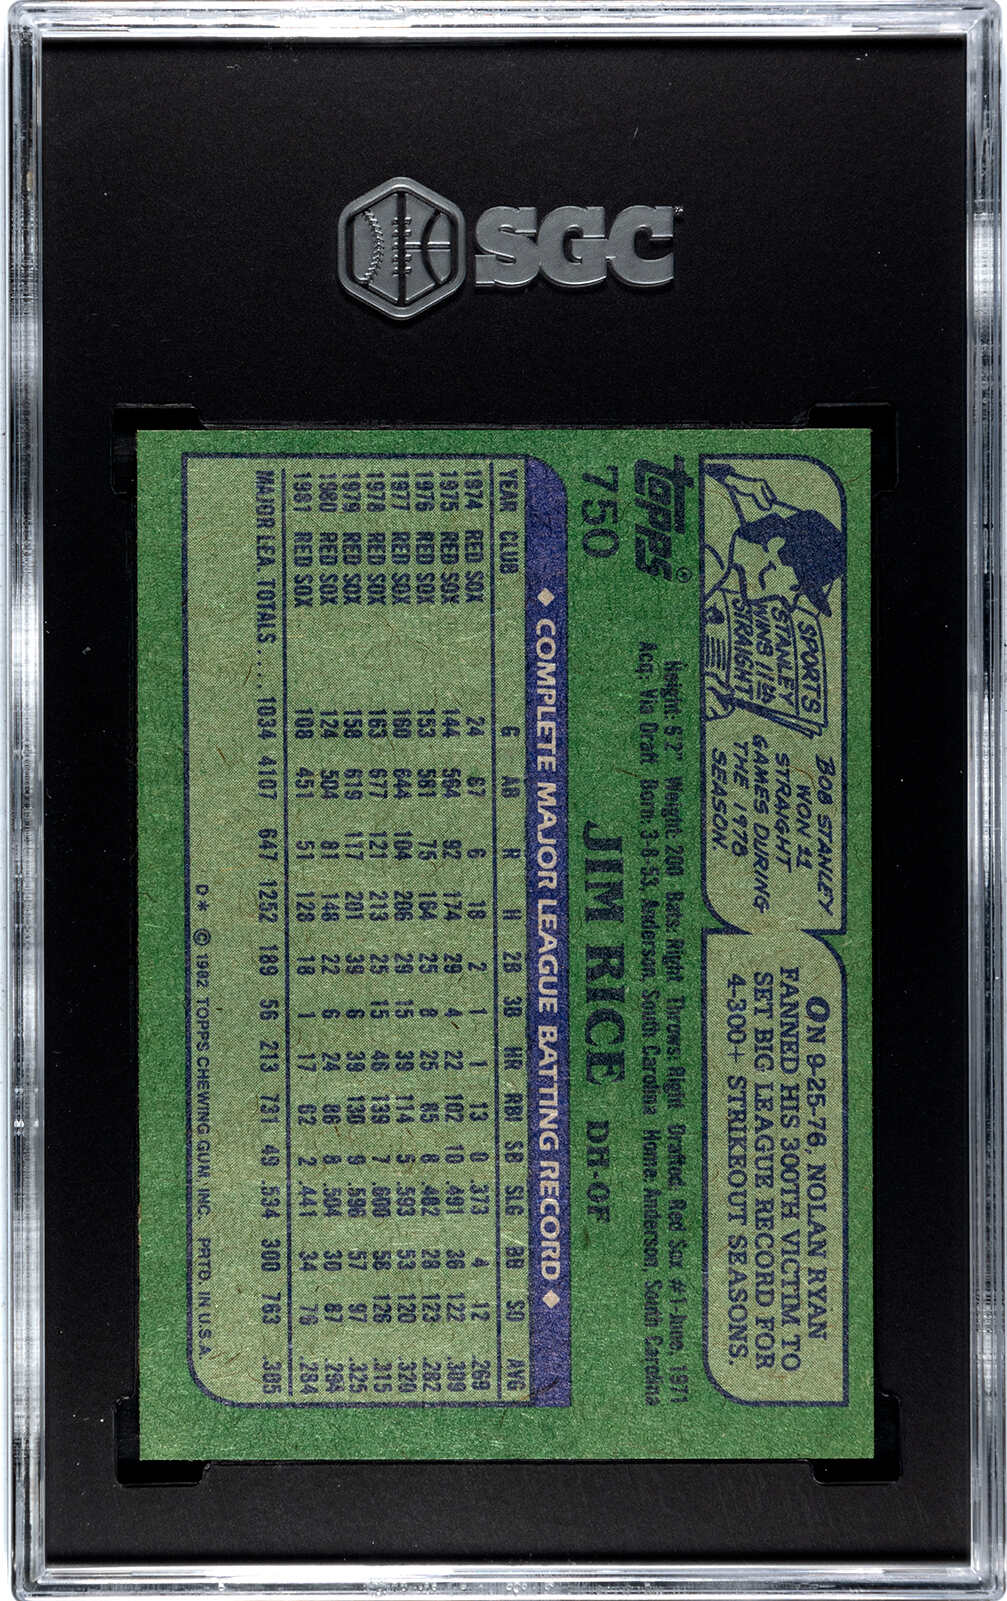 SGC
TOPPS®
750
SPORTS
STANLEY
WINS 11th
STRAIGHT
BOB STANLEY
WON 11
STRAIGHT
GAMES DURING
THE 1978
SEASON.
ON 9-25-76, NOLAN RYAN
FANNED HIS 300TH VICTIM TO
SET BIG LEAGUE RECORD FOR
4-300+ STRIKEOUT SEASONS.
Height: 6'2" Weight: 200 Bats: Right Throws: Right Drafted: Red Sox #1-June, 1971
Acq: Via Draft Born: 3-8-53, Anderson, South Carolina Home: Anderson, South Carolina
JIM RICE DH-OF
◆ COMPLETE MAJOR LEAGUE BATTING RECORD ◆
YEAR CLUB G AB R H 2B 3B HR RBI SB SLG BB SO AVG
1974 RED SOX 24 67 6 18 2 1 1 13 0 .373 4 12 .269
1975 RED SOX 144 564 92 174 29 4 22 102 10 .491 36 122 .309
1976 RED SOX 153 581 75 164 25 8 25 85 8 .482 28 123 .282
1977 RED SOX 160 644 104 206 29 15 39 114 5 .593 53 120 .320
1978 RED SOX 163 677 121 213 25 15 46 139 7 .600 58 126 .315
1979 RED SOX 158 619 117 201 39 6 39 130 9 .596 57 97 .325
1980 RED SOX 124 504 81 148 22 6 24 86 8 .504 30 87 .294
1981 RED SOX 108 451 51 128 18 1 17 62 2 .441 34 76 .284
MAJOR LEA. TOTALS..... 1034 4107 647 1252 189 56 213 731 49 .554 300 763 .305
D* © 1982 TOPPS CHEWING GUM, INC. PRTD. IN U.S.A.